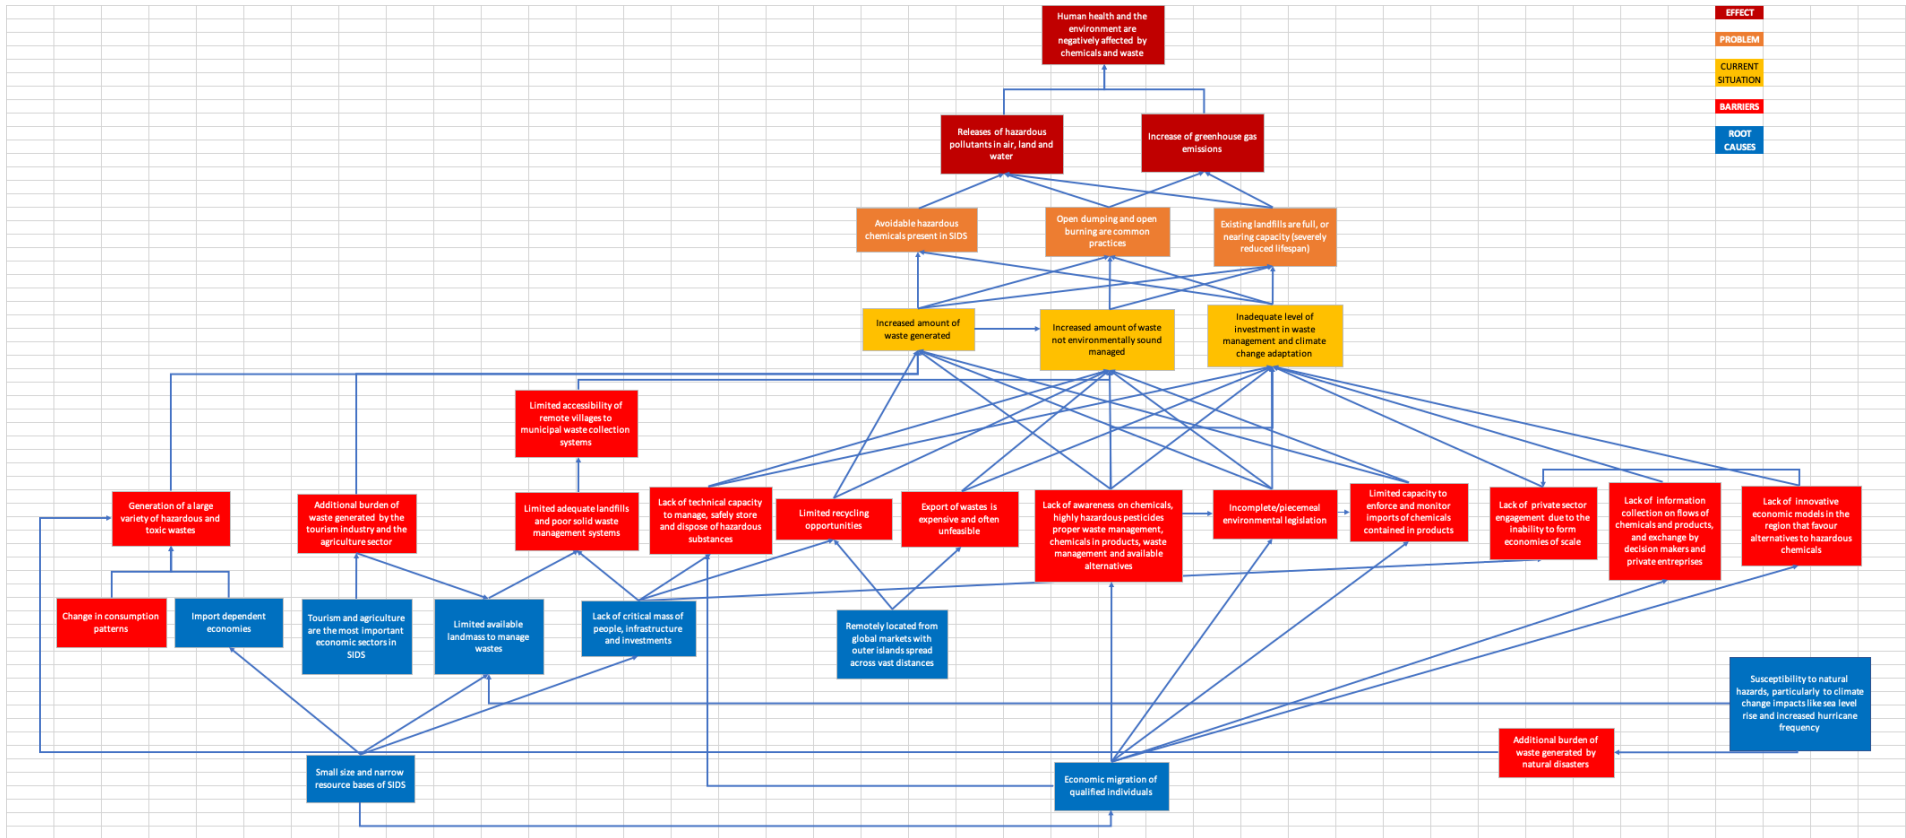 Human health and the
environment are
negatively affected by
chemicals and waste
EFFECT
PROBLEM
CURRENT
SITUATION
BARRIERS
ROOT
CAUSES
Releases of hazardous
pollutants in air, land and
water
Increase of greenhouse gas
emissions
Avoidable hazardous
chemicals present in SIDS
Open dumping and open
burning are common
practices
Existing landfills are full, or
nearing capacity (severely
reduced lifespan)
Increased amount of
waste generated
Increased amount of waste
not environmentally sound
managed
Inadequate level of
investment in waste
management and climate
change adaptation
Limited accessibility of
remote villages to
municipal waste collection
systems
Generation of a large
variety of hazardous and
toxic wastes
Additional burden of
waste generated by the
tourism industry and the
agriculture sector
Limited adequate landfills
and poor solid waste
management systems
Lack of technical capacity
to manage, safely store
and dispose of hazardous
substances
Limited recycling
opportunities
Export of wastes is
expensive and often
unfeasible
Lack of awareness on chemicals,
highly hazardous pesticides
proper waste management,
chemicals in products, waste
management and available
alternatives
Incomplete/piecemeal
environmental legislation
Limited capacity to
enforce and monitor
imports of chemicals
contained in products
Lack of private sector
engagement due to the
inability to form
economies of scale
Lack of information
collection on flows of
chemicals and products,
and exchange by
decision makers and
private entreprises
Lack of innovative
economic models in the
region that favour
alternatives to hazardous
chemicals
Change in consumption
patterns
Import dependent
economies
Tourism and agriculture
are the most important
economic sectors in
SIDS
Limited available
landmass to manage
wastes
Lack of critical mass of
people, infrastructure
and investments
Remotely located from
global markets with
outer islands spread
across vast distances
Susceptibility to natural
hazards, particularly to climate
change impacts like sea level
rise and increased hurricane
frequency
Additional burden of
waste generated by
natural disasters
Small size and narrow
resource bases of SIDS
Economic migration of
qualified individuals